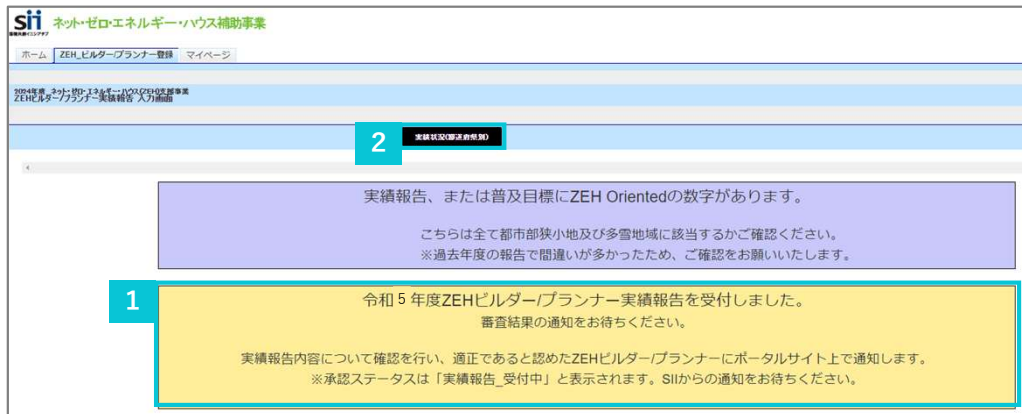 sii ネット・ゼロ・エネルギー・ハウス補助事業
ホーム ZEH_ビルダー/プランナー登録 マイページ
2024年度_ネット・ゼロ・エネルギー・ハウス(ZEH)支援事業
ZEHビルダー/プランナー実績報告 入力画面
2 実績状況(都道府県別)
実績報告、または普及目標にZEH Orientedの数字があります。
こちらは全て都市部狭小地及び多雪地域に該当するかご確認ください。
※過去年度の報告で間違いが多かったため、ご確認をお願いいたします。
1
令和5年度ZEHビルダー/プランナー実績報告を受付しました。
審査結果の通知をお待ちください。
実績報告内容について確認を行い、適正であると認めたZEHビルダー/プランナーにポータルサイト上で通知します。
※承認ステータスは「実績報告_受付中」と表示されます。SIIからの通知をお待ちください。